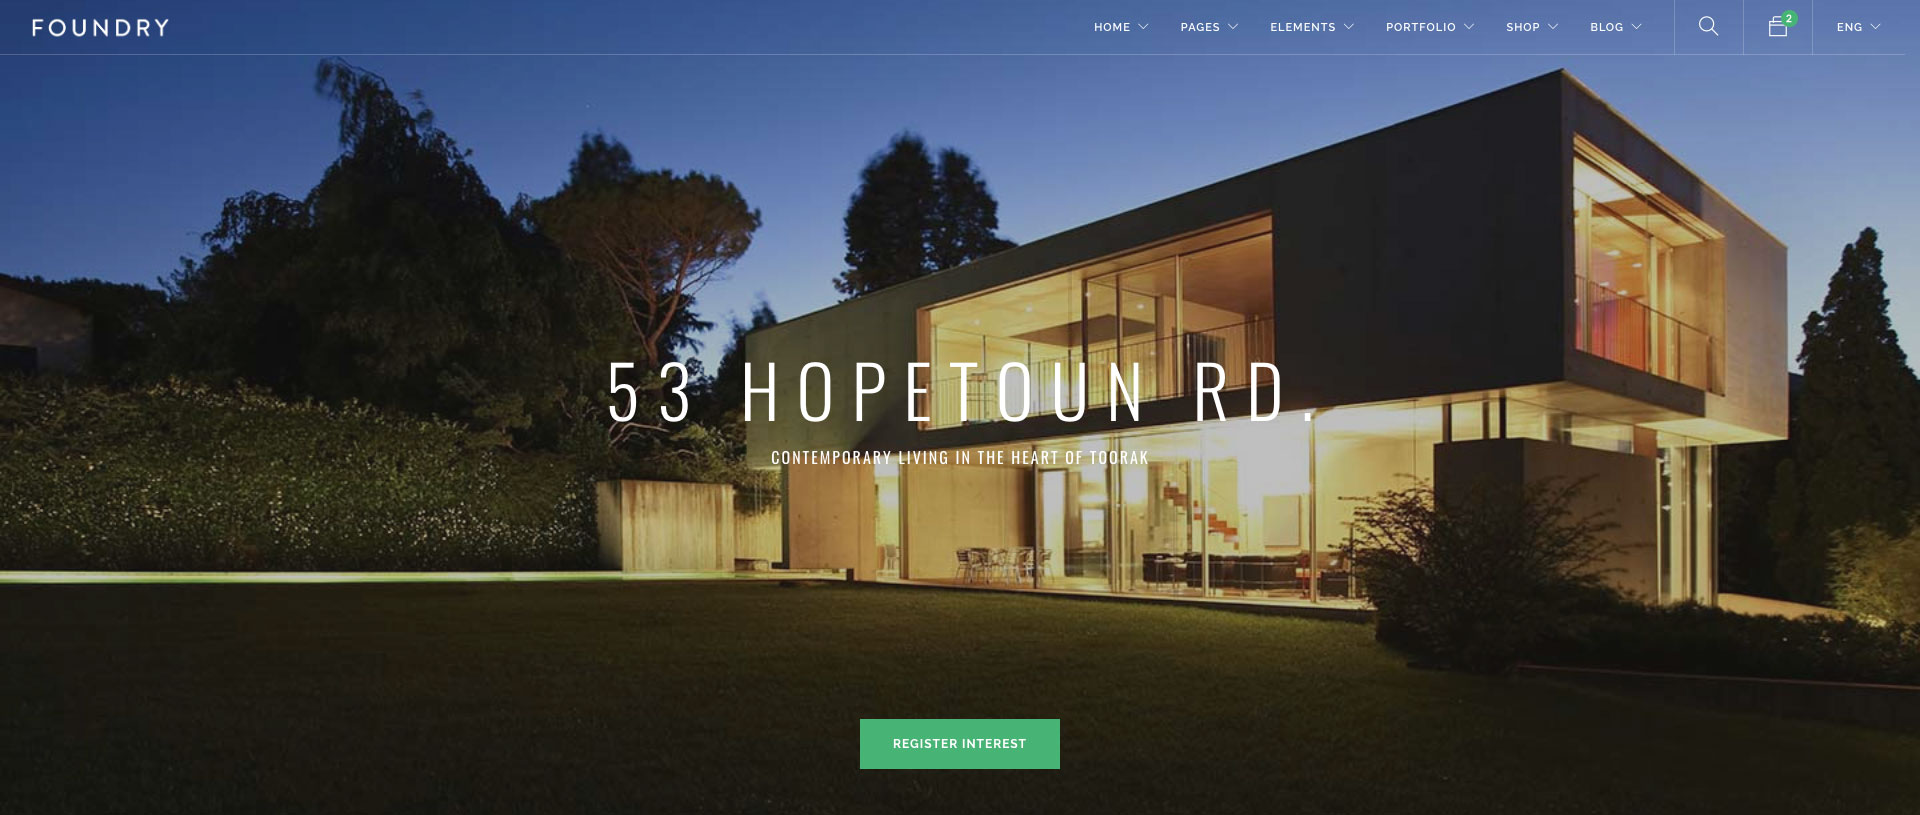 FOUNDRY
HOME PAGES ELEMENTS PORTFOLIO SHOP BLOG 2 ENG
53 HOPETOUN RD.
CONTEMPORARY LIVING IN THE HEART OF TOORAK
REGISTER INTEREST